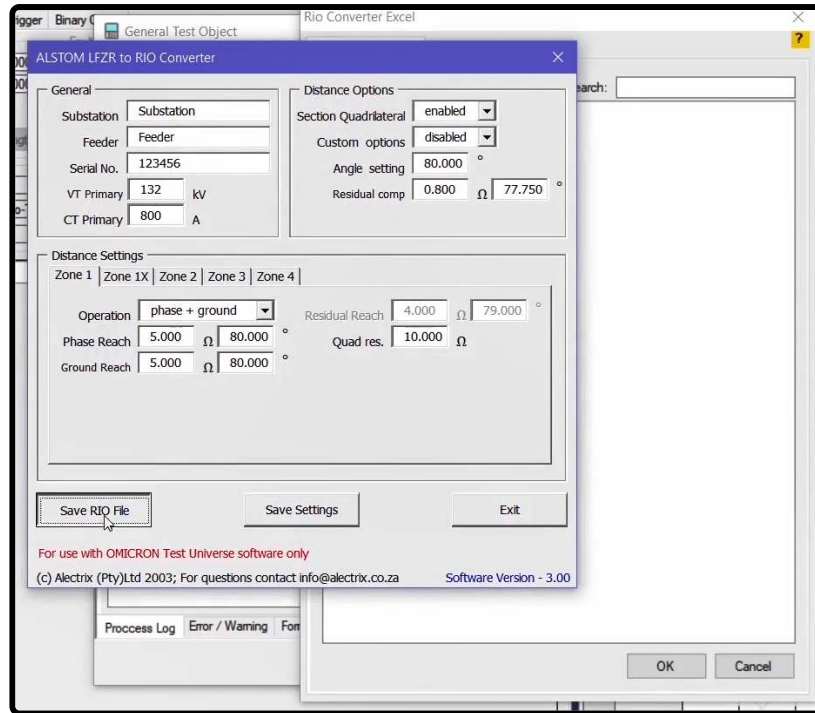 igger Binary
General Test Object
Rio Converter Excel
?
ALSTOM LFZR to RIO Converter
earch:
General
Substation Substation
Feeder Feeder
Serial No. 123456
VT Primary 132 kV
CT Primary 800 A
Distance Options
Section Quadrilateral enabled
Custom options disabled
Angle setting 80.000 °
Residual comp 0.800 Ω 77.750 °
Distance Settings
Zone 1 Zone 1X Zone 2 Zone 3 Zone 4
Operation phase + ground
Phase Reach 5.000 Ω 80.000 °
Ground Reach 5.000 Ω 80.000 °
Residual Reach 4.000 Ω 79.000 °
Quad res. 10.000 Ω
Save RIO File Save Settings Exit
For use with OMICRON Test Universe software only
(c) Alectrix (Pty)Ltd 2003; For questions contact info@alectrix.co.za Software Version - 3.00
Proccess Log Error / Warning
OK Cancel